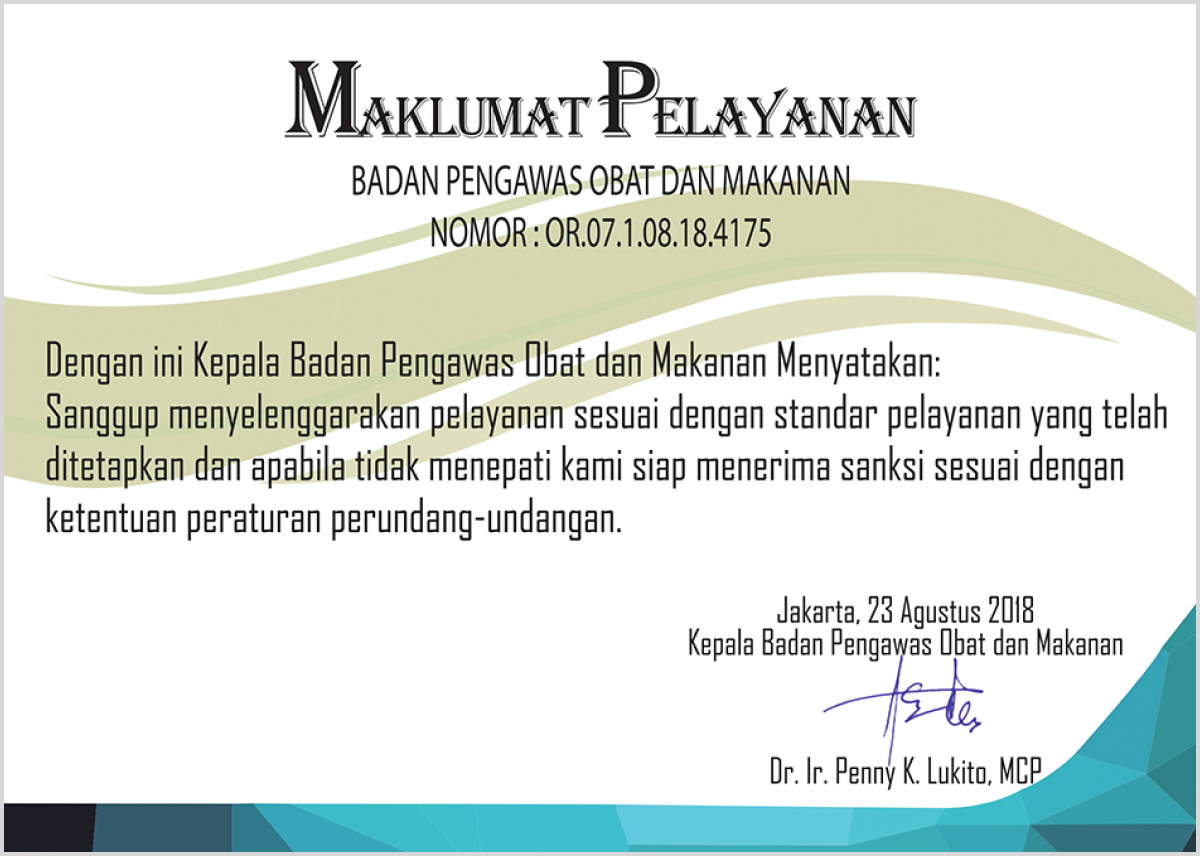 MAKLUMAT PELAYANAN
BADAN PENGAWAS OBAT DAN MAKANAN
NOMOR : OR.07.1.08.18.4175
Dengan ini Kepala Badan Pengawas Obat dan Makanan Menyatakan:
Sanggup menyelenggarakan pelayanan sesuai dengan standar pelayanan yang telah
ditetapkan dan apabila tidak menepati kami siap menerima sanksi sesuai dengan
ketentuan peraturan perundang-undangan.
Jakarta, 23 Agustus 2018
Kepala Badan Pengawas Obat dan Makanan
Dr. Ir. Penny K. Lukito, MCP